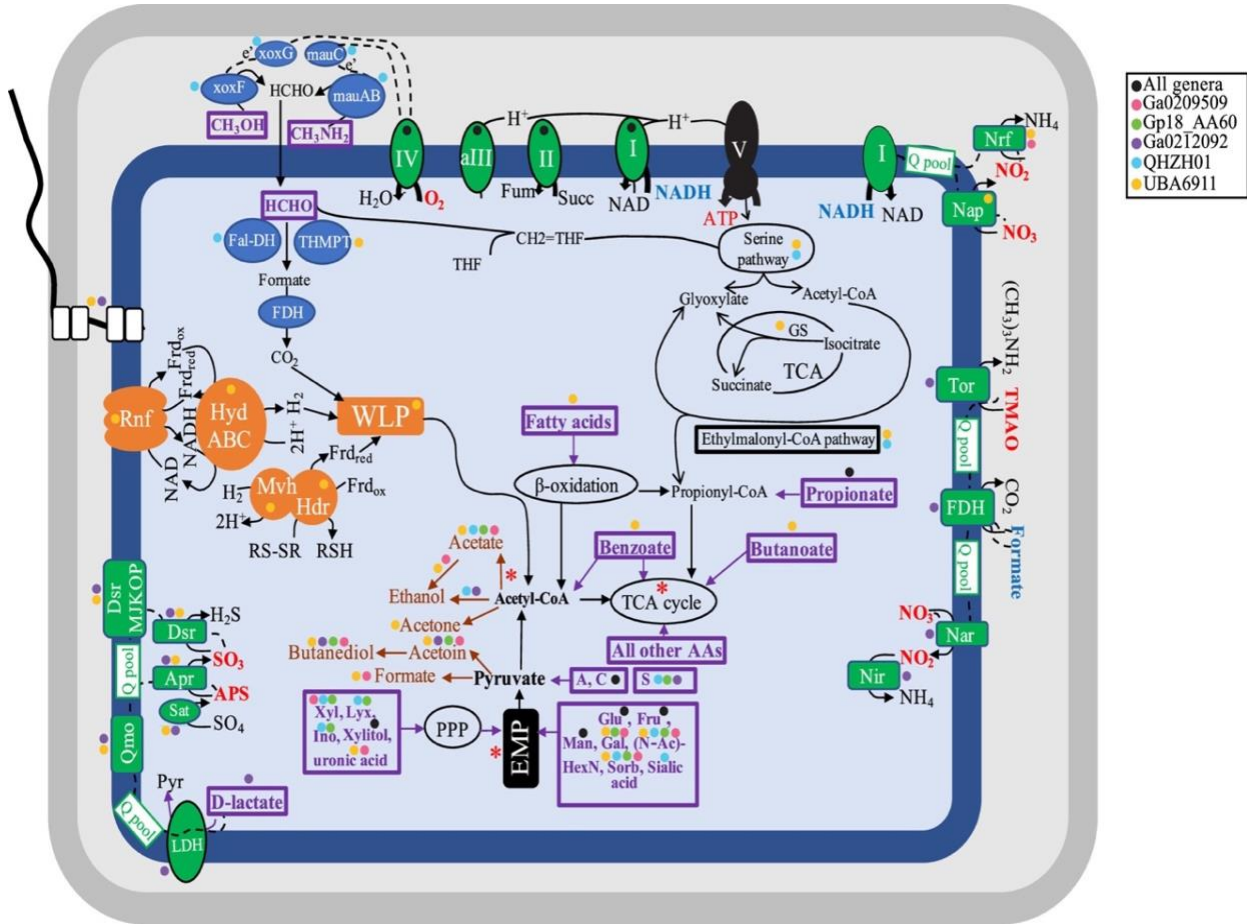 All genera
Ga0209509
Gp18_AA60
Ga0212092
QHZH01
UBA6911
e-
xoxG
mauC
e-
xoxF
HCHO
mauAB
CH3OH
CH3NH2
IV
H2O
O2
aIII
H+
II
Fum
Succ
I
H+
NAD
NADH
V
ATP
I
NADH
NAD
Q pool
Nrf
NH4
NO2
Nap
NO3
HCHO
Fal-DH
THMPT
Formate
FDH
CO2
CH2=THF
THF
Serine
pathway
Glyoxylate
Acetyl-CoA
GS
Isocitrate
Succinate
TCA
Ethylmalonyl-CoA pathway
(CH3)3NH2
Tor
TMAO
Q pool
CO2
FDH
Formate
Q pool
NO3
Nar
NO2
Nir
NH4
Rnf
Frdox
Frdred
NADH
NAD
Hyd
ABC
H2
2H+
WLP
Frdred
Mvh
Hdr
H2
2H+
Frdox
RS-SR
RSH
Fatty acids
β-oxidation
Propionyl-CoA
Propionate
Benzoate
Butanoate
Acetate
*
Ethanol
Acetyl-CoA
*
TCA cycle
Acetone
All other AAs
Butanediol
Acetoin
Formate
Pyruvate
A, C
S
Xyl, Lyx,
Ino, Xylitol,
uronic acid
PPP
*
EMP
Glu, Fru,
Man, Gal, (N-Ac)-
HexN, Sorb, Sialic
acid
Dsr
MJKOP
Dsr
H2S
SO3
Q pool
Apr
APS
Sat
SO4
Qmo
Q pool
Pyr
D-lactate
LDH